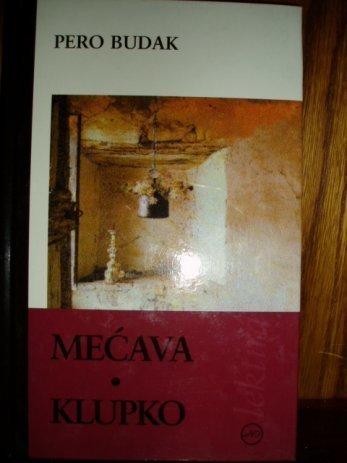 PERO BUDAK
MEĆAVA
•
KLUPKO